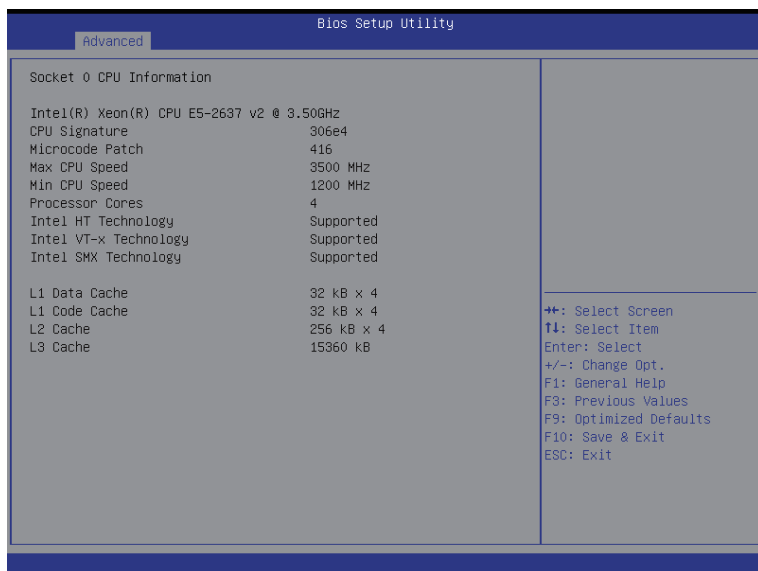 Bios Setup Utility
Advanced
Socket 0 CPU Information
Intel(R) Xeon(R) CPU E5-2637 v2 @ 3.50GHz
CPU Signature 306e4
Microcode Patch 416
Max CPU Speed 3500 MHz
Min CPU Speed 1200 MHz
Processor Cores 4
Intel HT Technology Supported
Intel VT-x Technology Supported
Intel SMX Technology Supported
L1 Data Cache 32 kB x 4
L1 Code Cache 32 kB x 4
L2 Cache 256 kB x 4
L3 Cache 15360 kB
→←: Select Screen
↑↓: Select Item
Enter: Select
+/-: Change Opt.
F1: General Help
F3: Previous Values
F9: Optimized Defaults
F10: Save & Exit
ESC: Exit